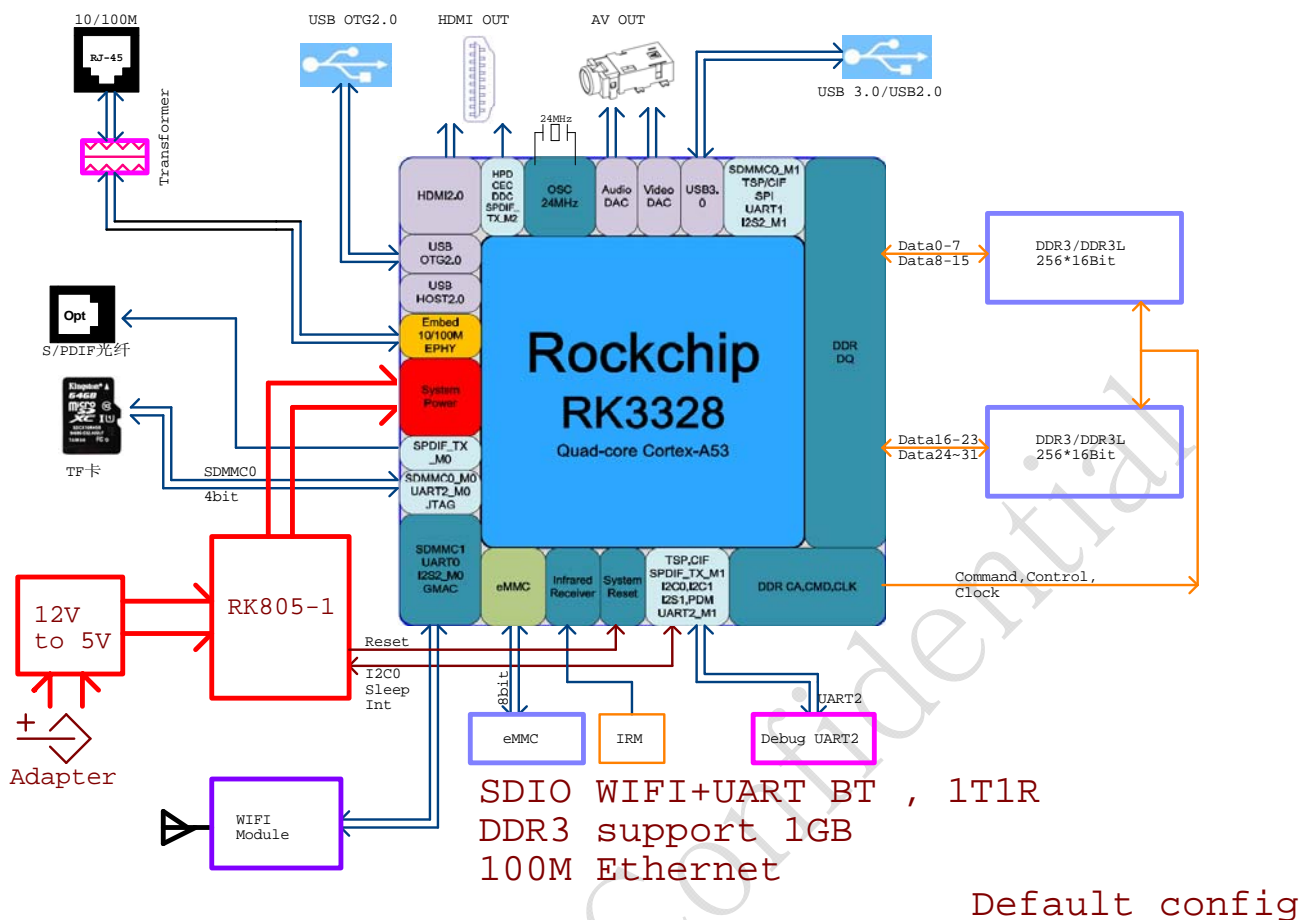 10/100M
USB OTG2.0
HDMI OUT
AV OUT
RJ-45
USB 3.0/USB2.0
Transformer
24MHz
HDMI2.0
HPD
CEC
DDC
SPDIF_
TX_M2
OSC
24MHz
Audio
DAC
Video
DAC
USB3.
0
SDMMC0_M1
TSP/CIF
SPI
UART1
I2S2_M1
USB
OTG2.0
USB
HOST2.0
Embed
10/100M
EPHY
System
Power
SPDIF_TX
_M0
SDMMC0_M0
UART2_M0
JTAG
SDMMC1
UART0
I2S2_M0
GMAC
Rockchip
RK3328
Quad-core Cortex-A53
DDR
DQ
Data0-7
Data8-15
DDR3/DDR3L
256*16Bit
Data16-23
Data24~31
DDR3/DDR3L
256*16Bit
Opt
S/PDIF光纤
Kingston
64GB
micro
SD
XC
TF卡
SDMMC0
4bit
eMMC
Infrared
Receiver
System
Reset
TSP,CIF
SPDIF_TX_M1
I2C0,I2C1
I2S1,PDM
UART2_M1
DDR CA,CMD,CLK
Command,Control,
Clock
12V
to 5V
RK805-1
Reset
I2C0
Sleep
Int
8bit
UART2
+
Adapter
eMMC
IRM
Debug UART2
WIFI
Module
SDIO WIFI+UART BT , 1T1R
DDR3 support 1GB
100M Ethernet
Default config
Confidential